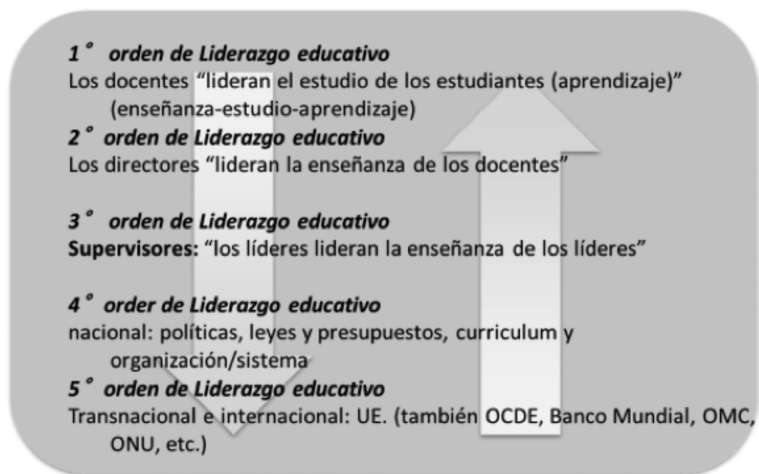 1° orden de Liderazgo educativo
Los docentes “lideran el estudio de los estudiantes (aprendizaje)”
(enseñanza-estudio-aprendizaje)
2° orden de Liderazgo educativo
Los directores “lideran la enseñanza de los docentes”
3° orden de Liderazgo educativo
Supervisores: “los líderes lideran la enseñanza de los líderes”
4° order de Liderazgo educativo
nacional: políticas, leyes y presupuestos, curriculum y
organización/sistema
5° orden de Liderazgo educativo
Transnacional e internacional: UE. (también OCDE, Banco Mundial, OMC,
ONU, etc.)